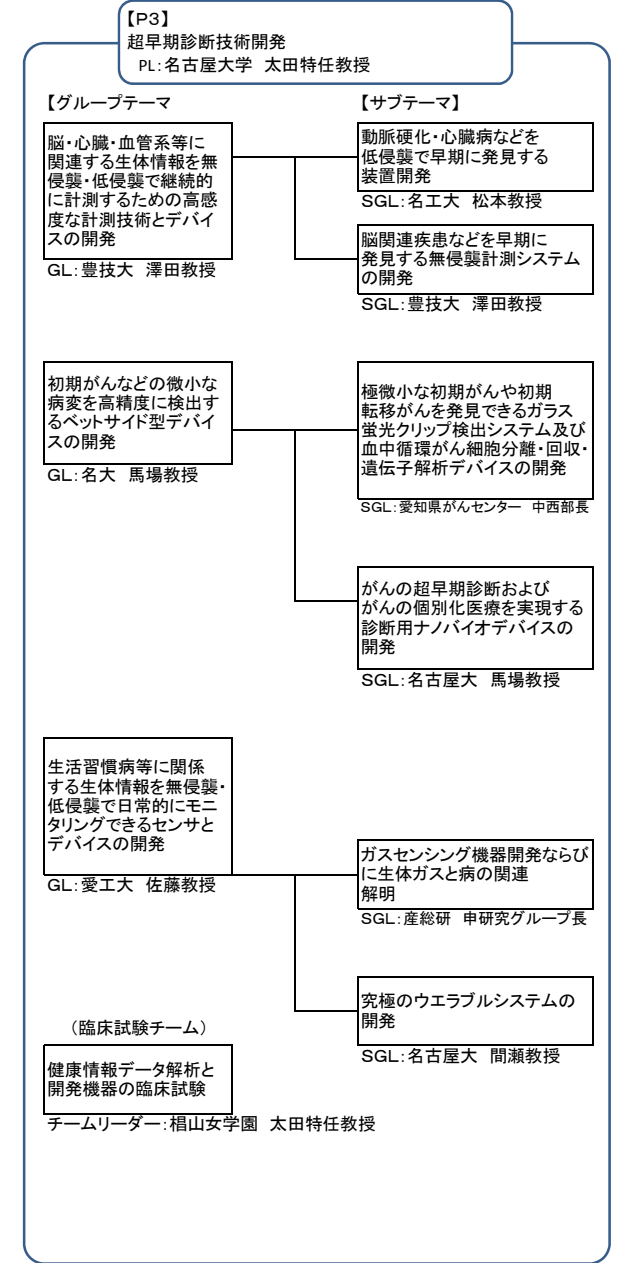 【P3】
超早期診断技術開発
PL:名古屋大学 太田特任教授
【グループテーマ
【サブテーマ】
脳・心臓・血管系等に
関連する生体情報を無
侵襲・低侵襲で継続的
に計測するための高感
度な計測技術とデバイ
スの開発
GL:豊技大 澤田教授
動脈硬化・心臓病などを
低侵襲で早期に発見する
装置開発
SGL:名工大 松本教授
脳関連疾患などを早期に
発見する無侵襲計測システム
の開発
SGL:豊技大 澤田教授
初期がんなどの微小な
病変を高精度に検出す
るベットサイド型デバイ
スの開発
GL:名大 馬場教授
極微小な初期がんや初期
転移がんを発見できるガラス
蛍光クリップ検出システム及び
血中循環がん細胞分離・回収・
遺伝子解析デバイスの開発
SGL:愛知県がんセンター 中西部長
がんの超早期診断および
がんの個別化医療を実現する
診断用ナノバイオデバイスの
開発
SGL:名古屋大 馬場教授
生活習慣病等に関係
する生体情報を無侵襲・
低侵襲で日常的にモニ
タリングできるセンサと
デバイスの開発
GL:愛工大 佐藤教授
ガスセンシング機器開発ならび
に生体ガスと病の関連
解明
SGL:産総研 申研究グループ長
究極のウエラブルシステムの
開発
SGL:名古屋大 間瀬教授
(臨床試験チーム)
健康情報データ解析と
開発機器の臨床試験
チームリーダー:椙山女学園 太田特任教授